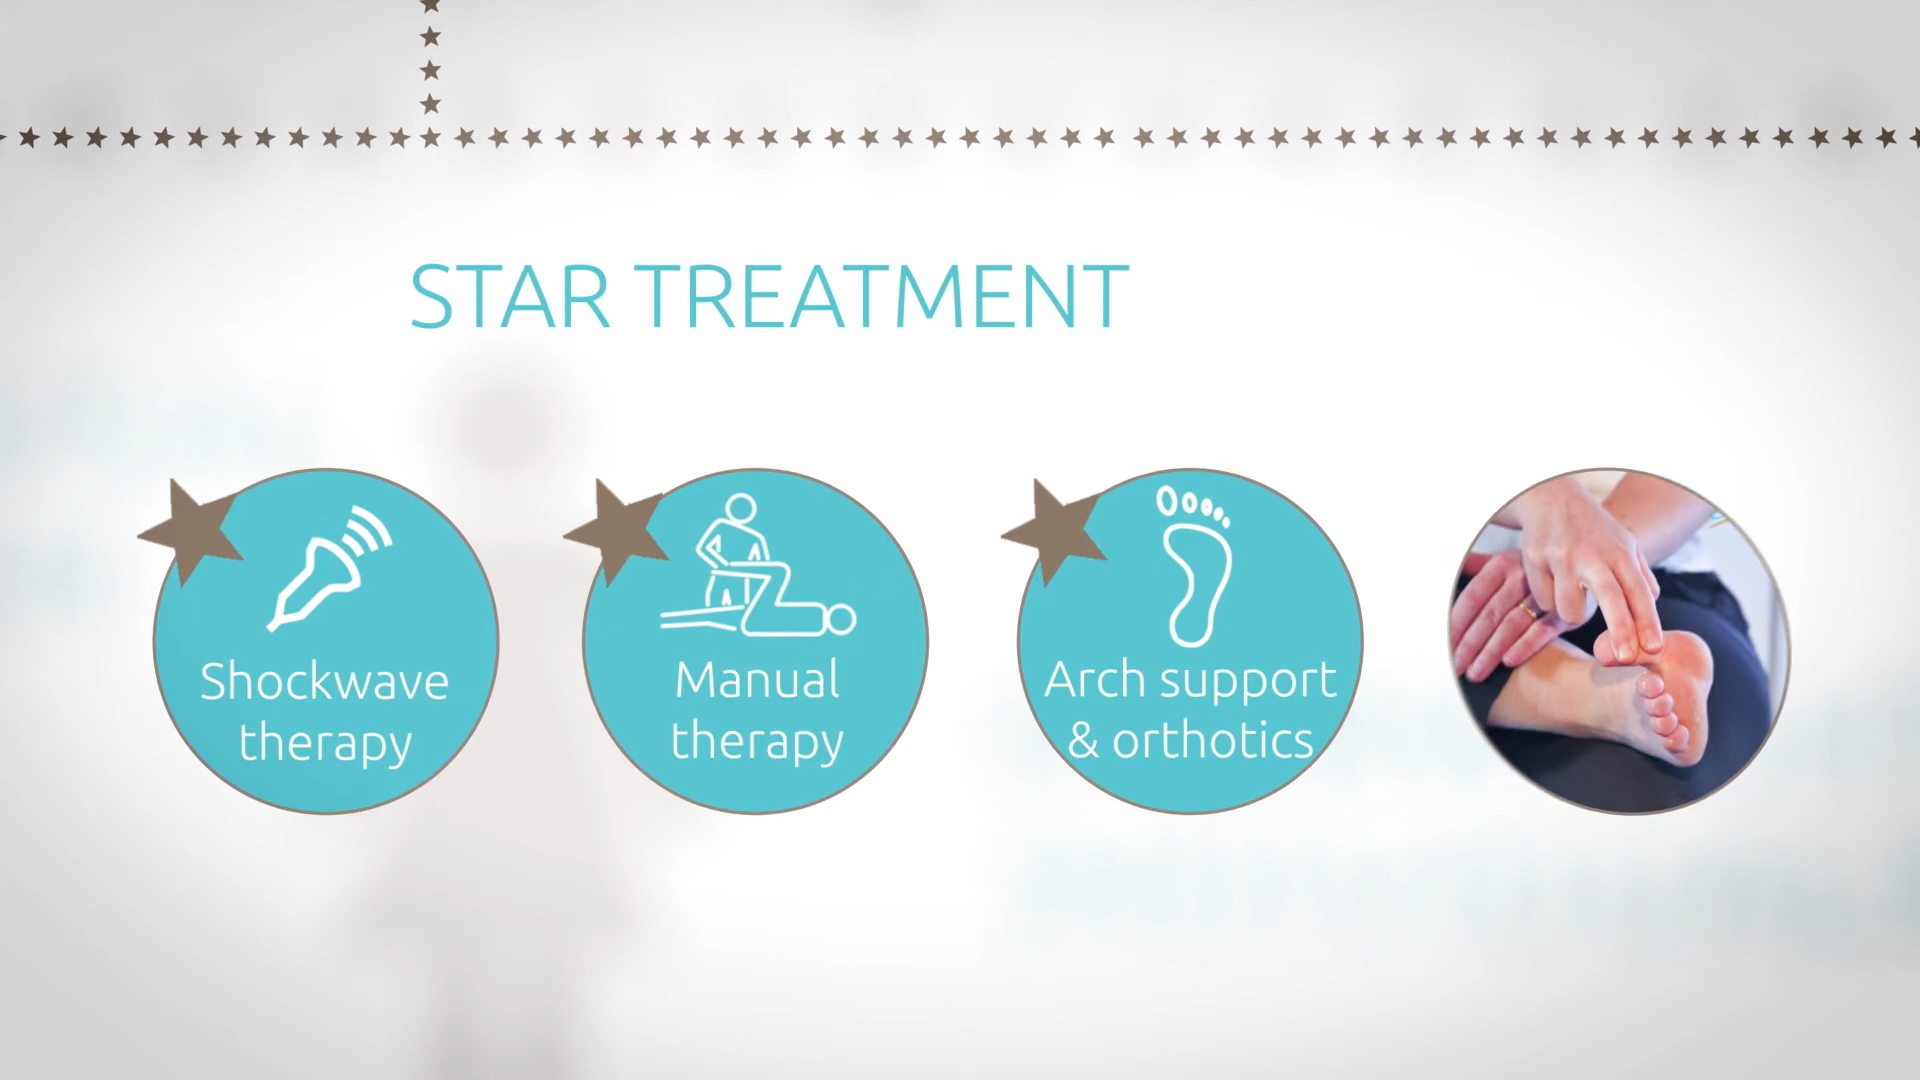 STAR TREATMENT
Shockwave
therapy
Manual
therapy
Arch support
& orthotics